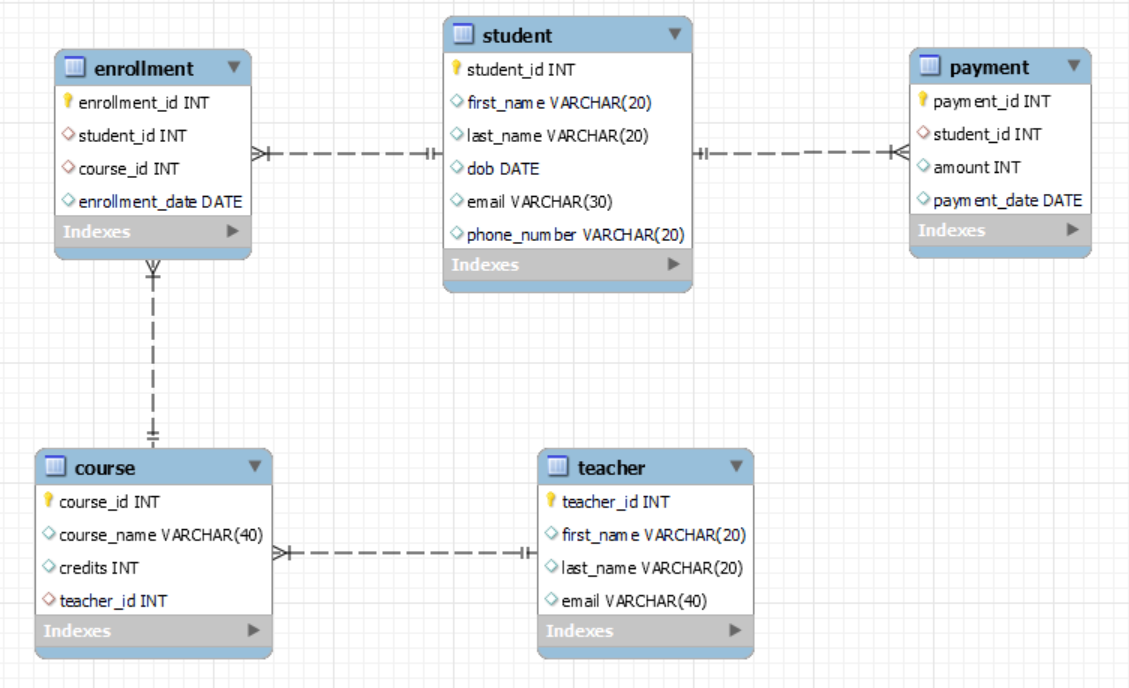 enrollment
enrollment_id INT
student_id INT
course_id INT
enrollment_date DATE
Indexes
student
student_id INT
first_name VARCHAR(20)
last_name VARCHAR(20)
dob DATE
email VARCHAR(30)
phone_number VARCHAR(20)
Indexes
payment
payment_id INT
student_id INT
amount INT
payment_date DATE
Indexes
course
course_id INT
course_name VARCHAR(40)
credits INT
teacher_id INT
Indexes
teacher
teacher_id INT
first_name VARCHAR(20)
last_name VARCHAR(20)
email VARCHAR(40)
Indexes